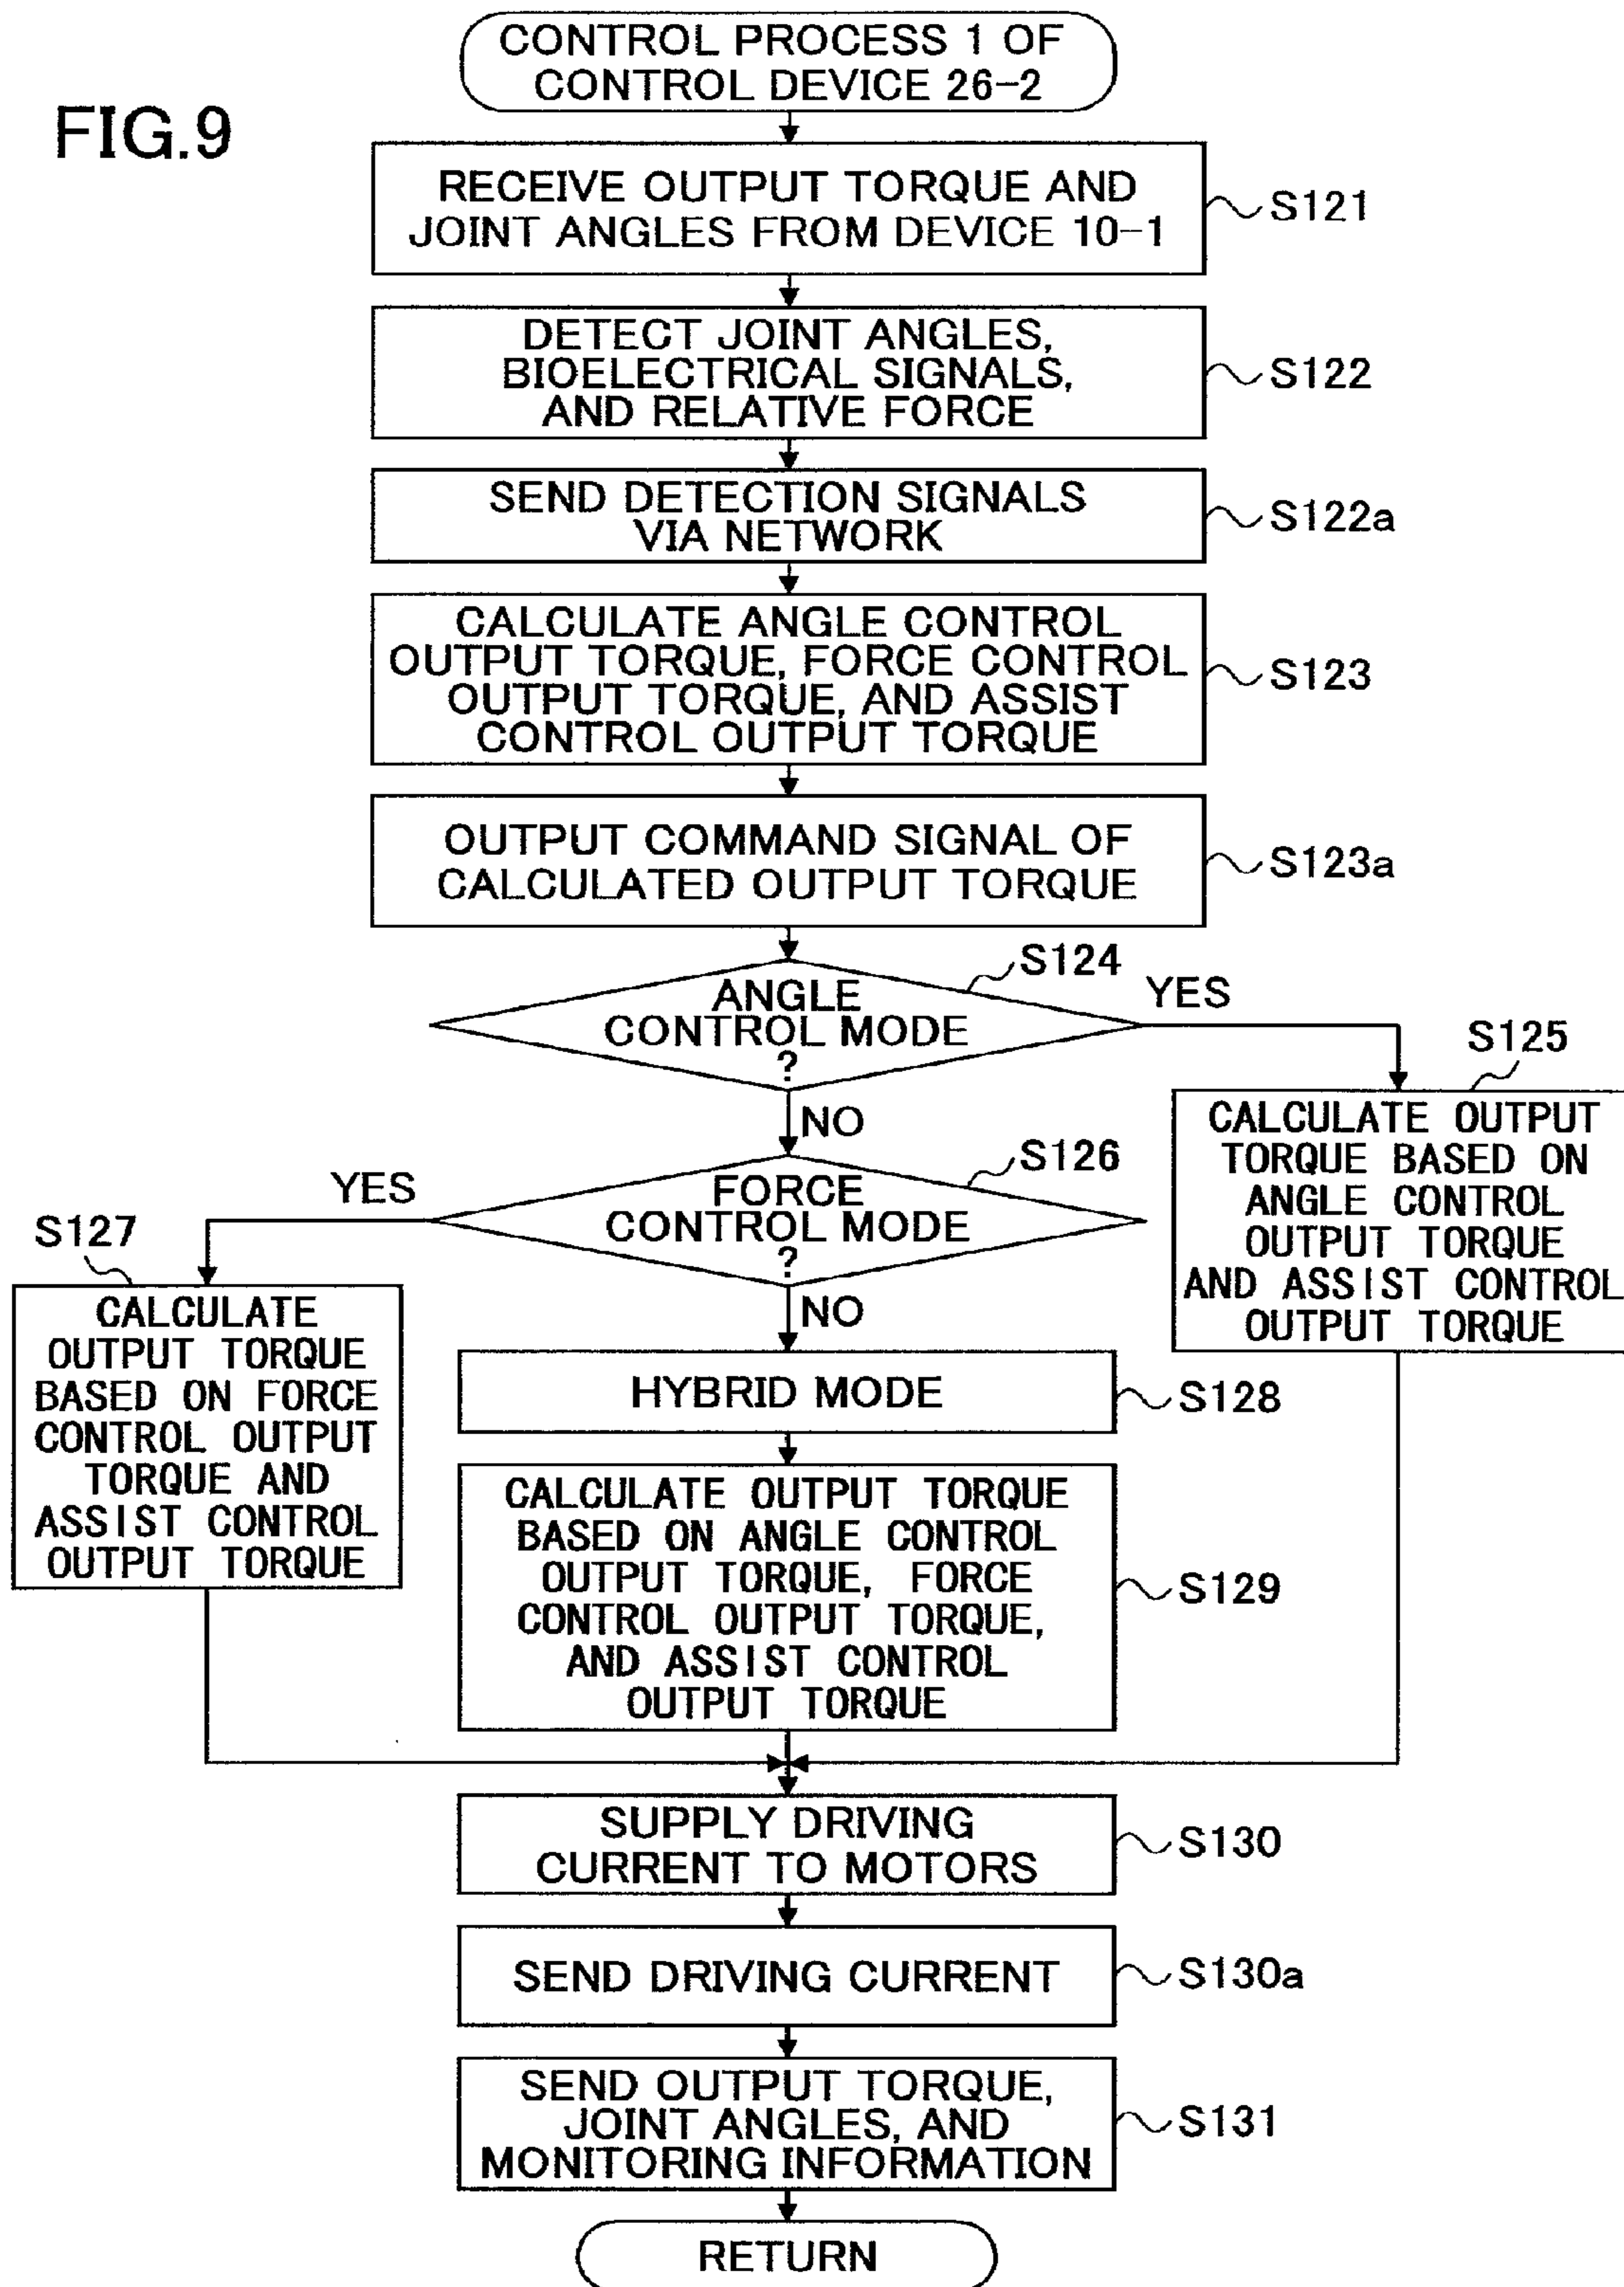 CONTROL PROCESS 1 OF
CONTROL DEVICE 26-2
FIG.9
RECEIVE OUTPUT TORQUE AND
JOINT ANGLES FROM DEVICE 10-1
S121
DETECT JOINT ANGLES,
BIOELECTRICAL SIGNALS,
AND RELATIVE FORCE
S122
SEND DETECTION SIGNALS
VIA NETWORK
S122a
CALCULATE ANGLE CONTROL
OUTPUT TORQUE, FORCE CONTROL
OUTPUT TORQUE, AND ASSIST
CONTROL OUTPUT TORQUE
S123
OUTPUT COMMAND SIGNAL OF
CALCULATED OUTPUT TORQUE
S123a
S124
ANGLE
CONTROL MODE
?
YES
NO
S125
CALCULATE OUTPUT
TORQUE BASED ON
ANGLE CONTROL
OUTPUT TORQUE
AND ASSIST CONTROL
OUTPUT TORQUE
S126
FORCE
CONTROL MODE
?
YES
NO
S127
CALCULATE
OUTPUT TORQUE
BASED ON FORCE
CONTROL OUTPUT
TORQUE AND
ASSIST CONTROL
OUTPUT TORQUE
HYBRID MODE
S128
CALCULATE OUTPUT TORQUE
BASED ON ANGLE CONTROL
OUTPUT TORQUE, FORCE
CONTROL OUTPUT TORQUE,
AND ASSIST CONTROL
OUTPUT TORQUE
S129
SUPPLY DRIVING
CURRENT TO MOTORS
S130
SEND DRIVING CURRENT
S130a
SEND OUTPUT TORQUE,
JOINT ANGLES, AND
MONITORING INFORMATION
S131
RETURN